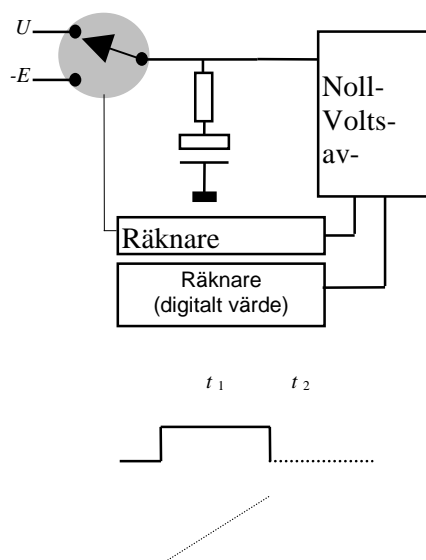 U
-E
Noll-
Volts-
av-
Räknare
Räknare
(digitalt värde)
t 1 t 2